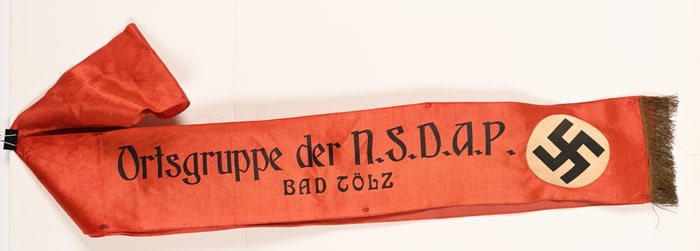 Ortsgruppe der N.S.D.A.P.
BAD TÖLZ